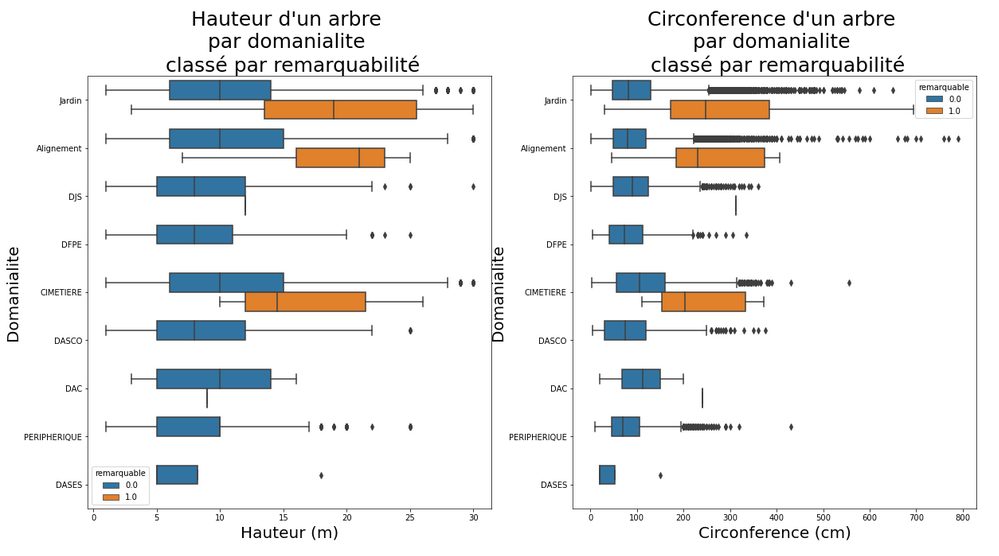 Hauteur d'un arbre
par domanialite
classé par remarquabilité
Domanialite
Jardin
Alignement
DJS
DFPE
CIMETIERE
DASCO
DAC
PERIPHERIQUE
DASES
remarquable
0.0
1.0
0 5 10 15 20 25 30
Hauteur (m)
Circonference d'un arbre
par domanialite
classé par remarquabilité
Domanialite
Jardin
Alignement
DJS
DFPE
CIMETIERE
DASCO
DAC
PERIPHERIQUE
DASES
remarquable
0.0
1.0
0 100 200 300 400 500 600 700 800
Circonference (cm)